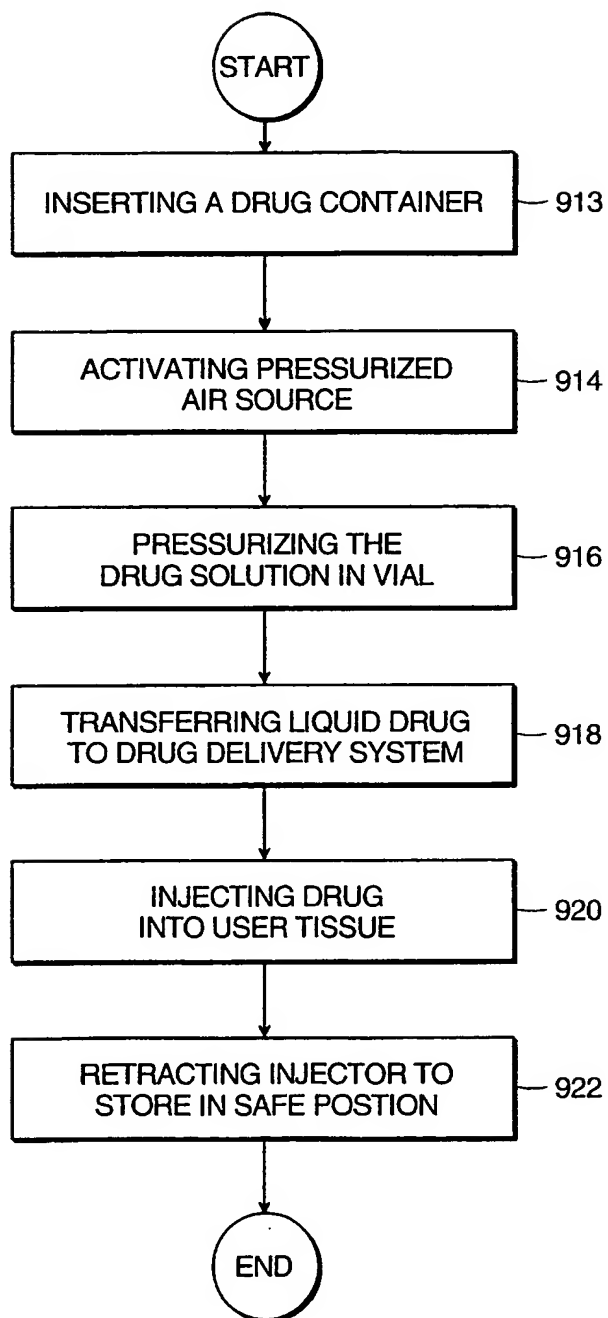 START
INSERTING A DRUG CONTAINER
913
ACTIVATING PRESSURIZED
AIR SOURCE
914
PRESSURIZING THE
DRUG SOLUTION IN VIAL
916
TRANSFERRING LIQUID DRUG
TO DRUG DELIVERY SYSTEM
918
INJECTING DRUG
INTO USER TISSUE
920
RETRACTING INJECTOR TO
STORE IN SAFE POSTION
922
END